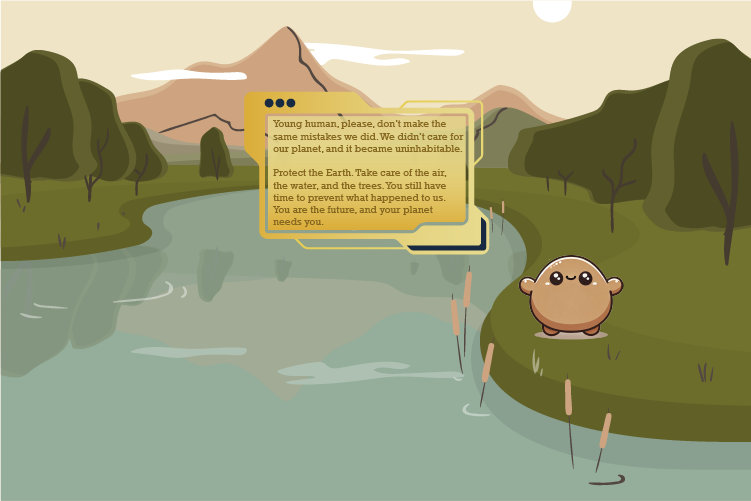 Young human, please, don't make the
same mistakes we did. We didn't care for
our planet, and it became uninhabitable.
Protect the Earth. Take care of the air,
the water, and the trees. You still have
time to prevent what happened to us.
You are the future, and your planet
needs you.